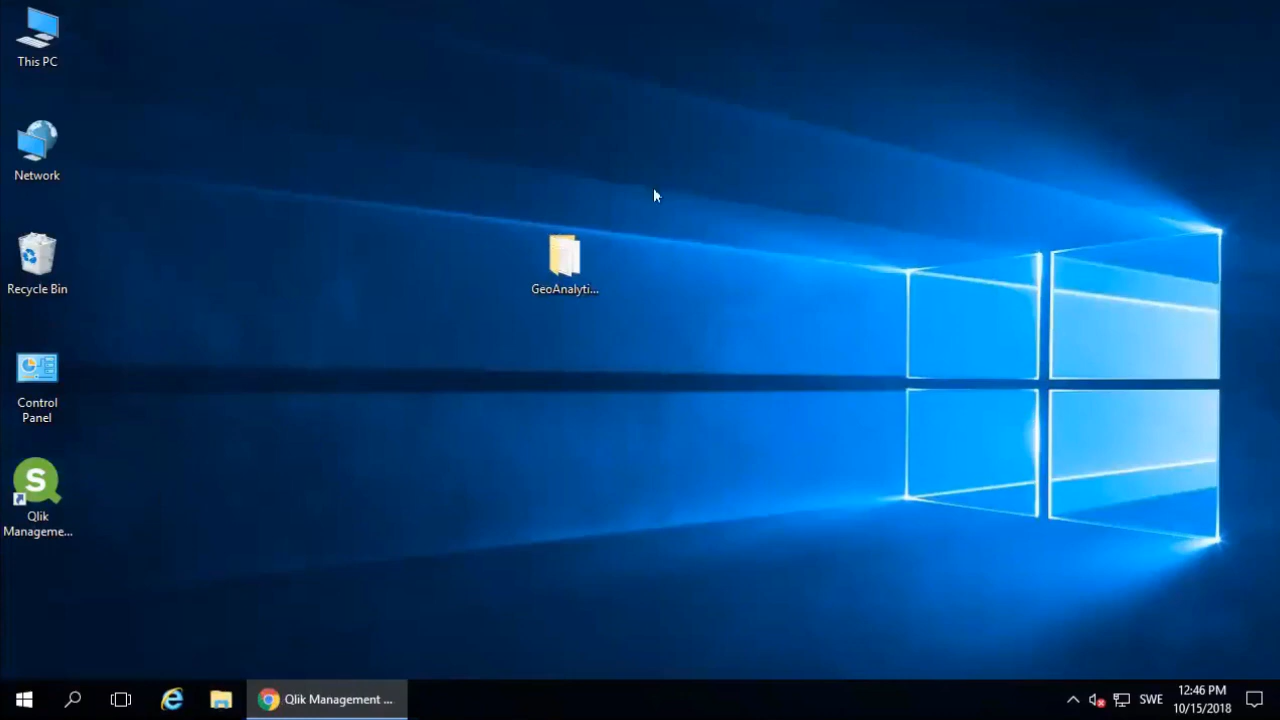 This PC
Network
Recycle Bin
Control
Panel
S
Qlik
Manageme...
GeoAnalyti...
Qlik Management ...
SWE
12:46 PM
10/15/2018